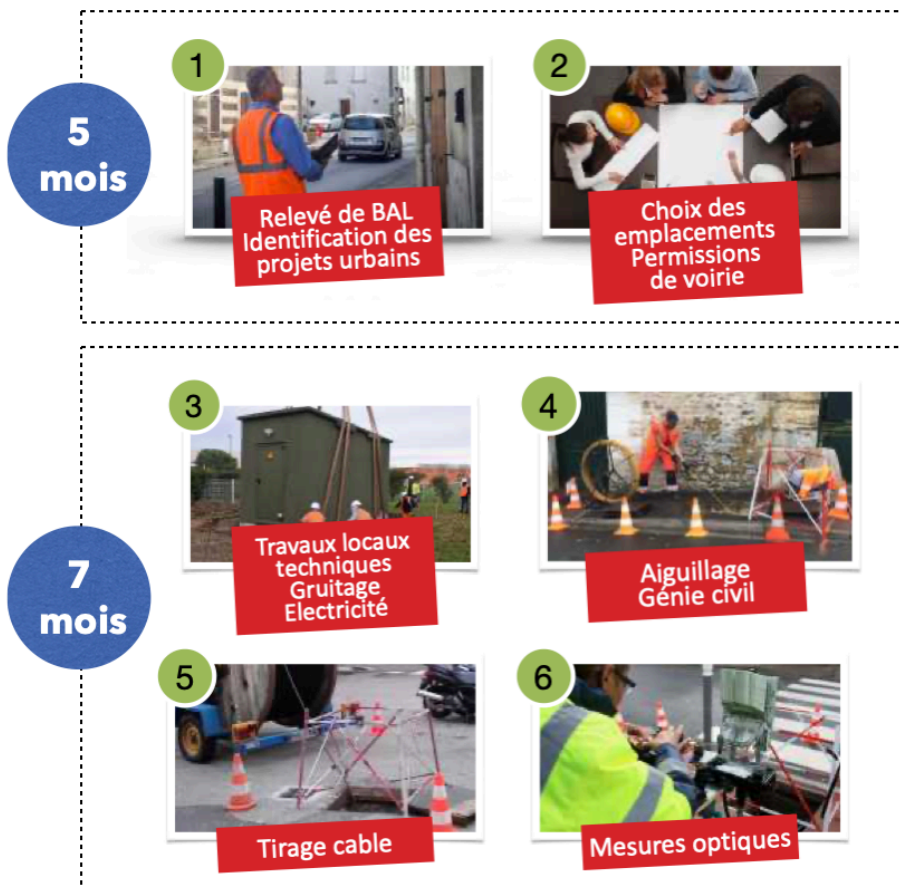 5
mois
1
Relevé de BAL
Identification des
projets urbains
2
Choix des
emplacements
Permissions
de voirie
7
mois
3
Travaux locaux
techniques
Gruitage
Electricité
4
Aiguillage
Génie civil
5
Tirage cable
6
Mesures optiques